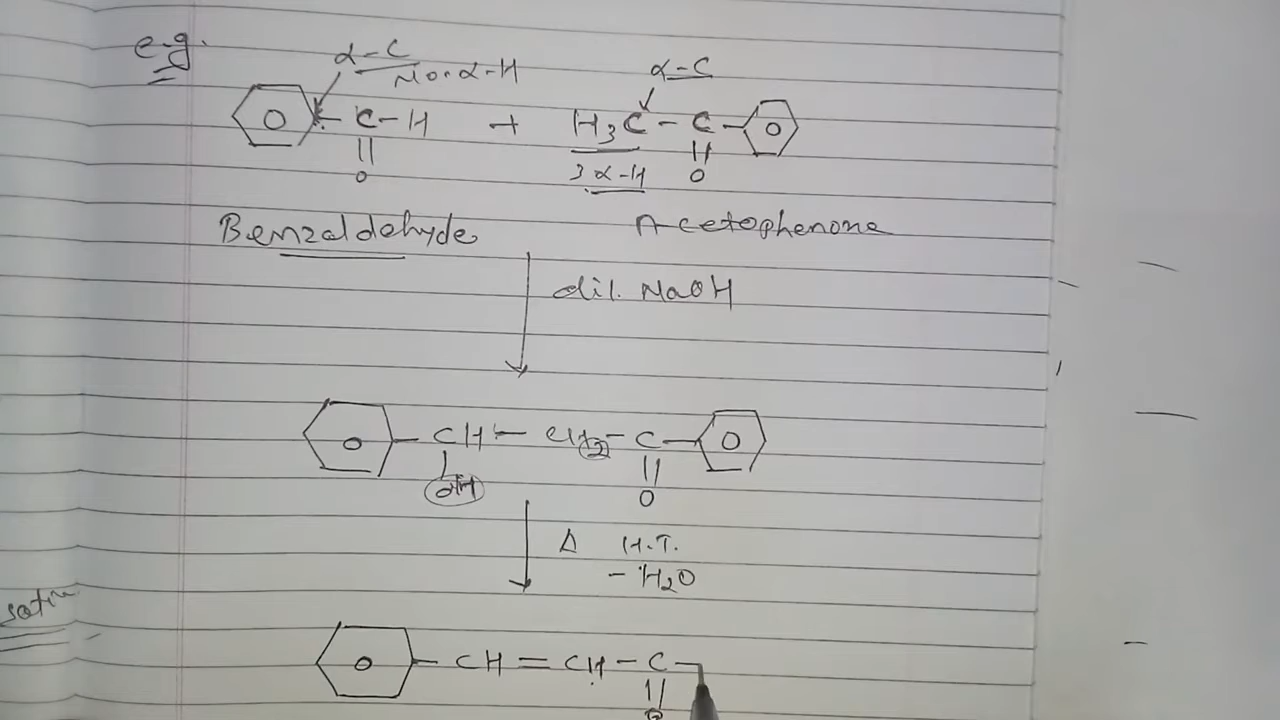 e.g.
α-C
No. α-H
α-C
C-H + H₃C-C-
O
3 α-H
O
Benzaldehyde
Acetophenone
dil. NaOH
CH-CH₂-C-
OH
O
Δ H.T.
-H₂O
CH=CH-C-
O